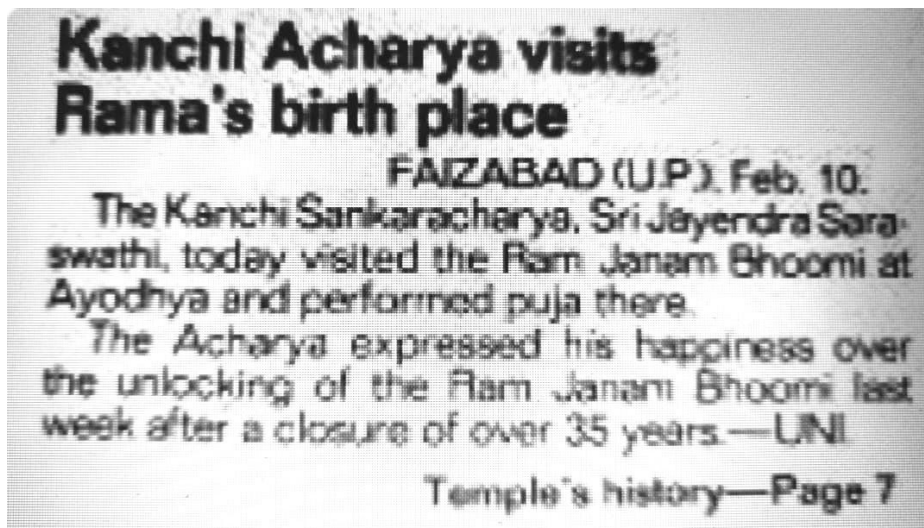 Kanchi Acharya visits
Rama's birth place
FAIZABAD (U.P.), Feb. 10.
The Kanchi Sankaracharya, Sri Jayendra Sara-
swathi, today visited the Ram Janam Bhoomi at
Ayodhya and performed puja there.
The Acharya expressed his happiness over
the unlocking of the Ram Janam Bhoomi last
week after a closure of over 35 years.—UNI.
Temple's history—Page 7